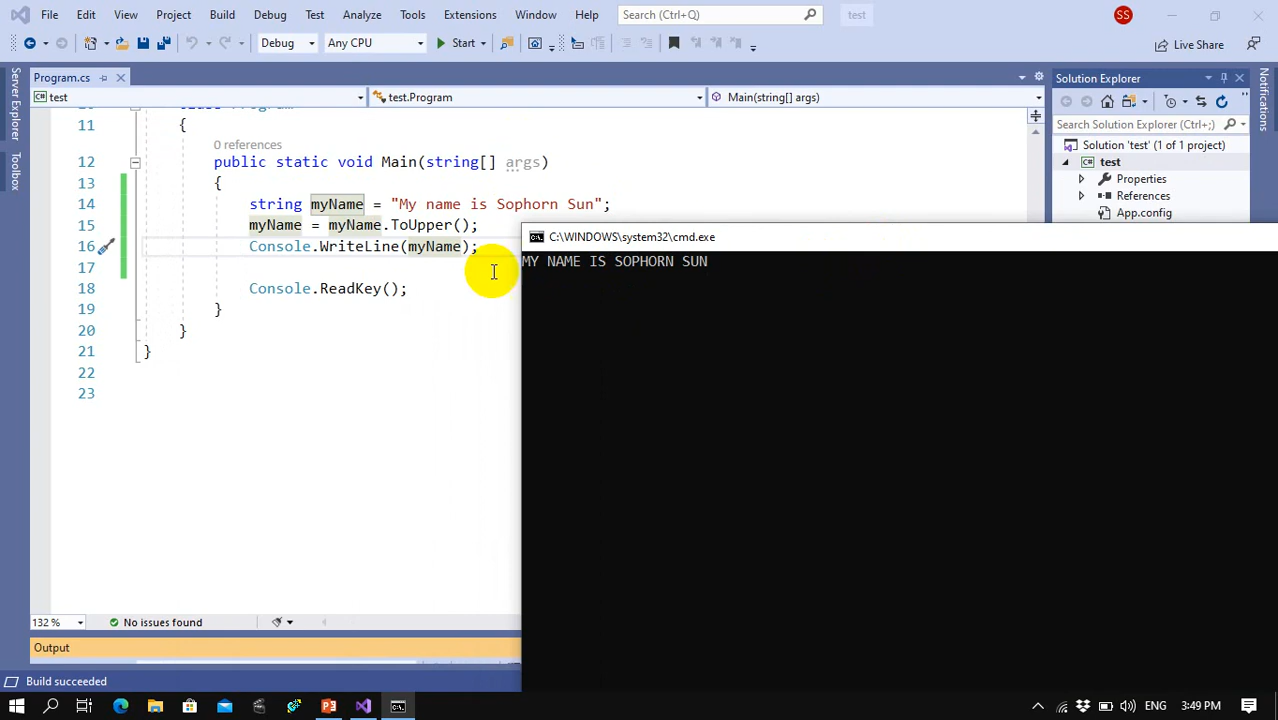 File Edit View Project Build Debug Test Analyze Tools Extensions Window Help Search (Ctrl+Q) test SS
Debug Any CPU Start Live Share
Server Explorer
Toolbox
Program.cs
test test.Program Main(string[] args)
11 {
0 references
12 public static void Main(string[] args)
13 {
14 string myName = "My name is Sophorn Sun";
15 myName = myName.ToUpper();
16 Console.WriteLine(myName);
17
18 Console.ReadKey();
19 }
20 }
21 }
22
23
132 % No issues found
Output
Build succeeded
C:\WINDOWS\system32\cmd.exe
MY NAME IS SOPHORN SUN
Solution Explorer
Search Solution Explorer (Ctrl+;)
Solution 'test' (1 of 1 project)
test
Properties
References
App.config
Notifications
ENG 3:49 PM